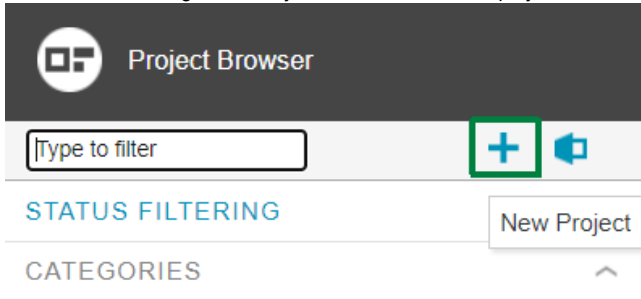 Project Browser
Type to filter
STATUS FILTERING
New Project
CATEGORIES